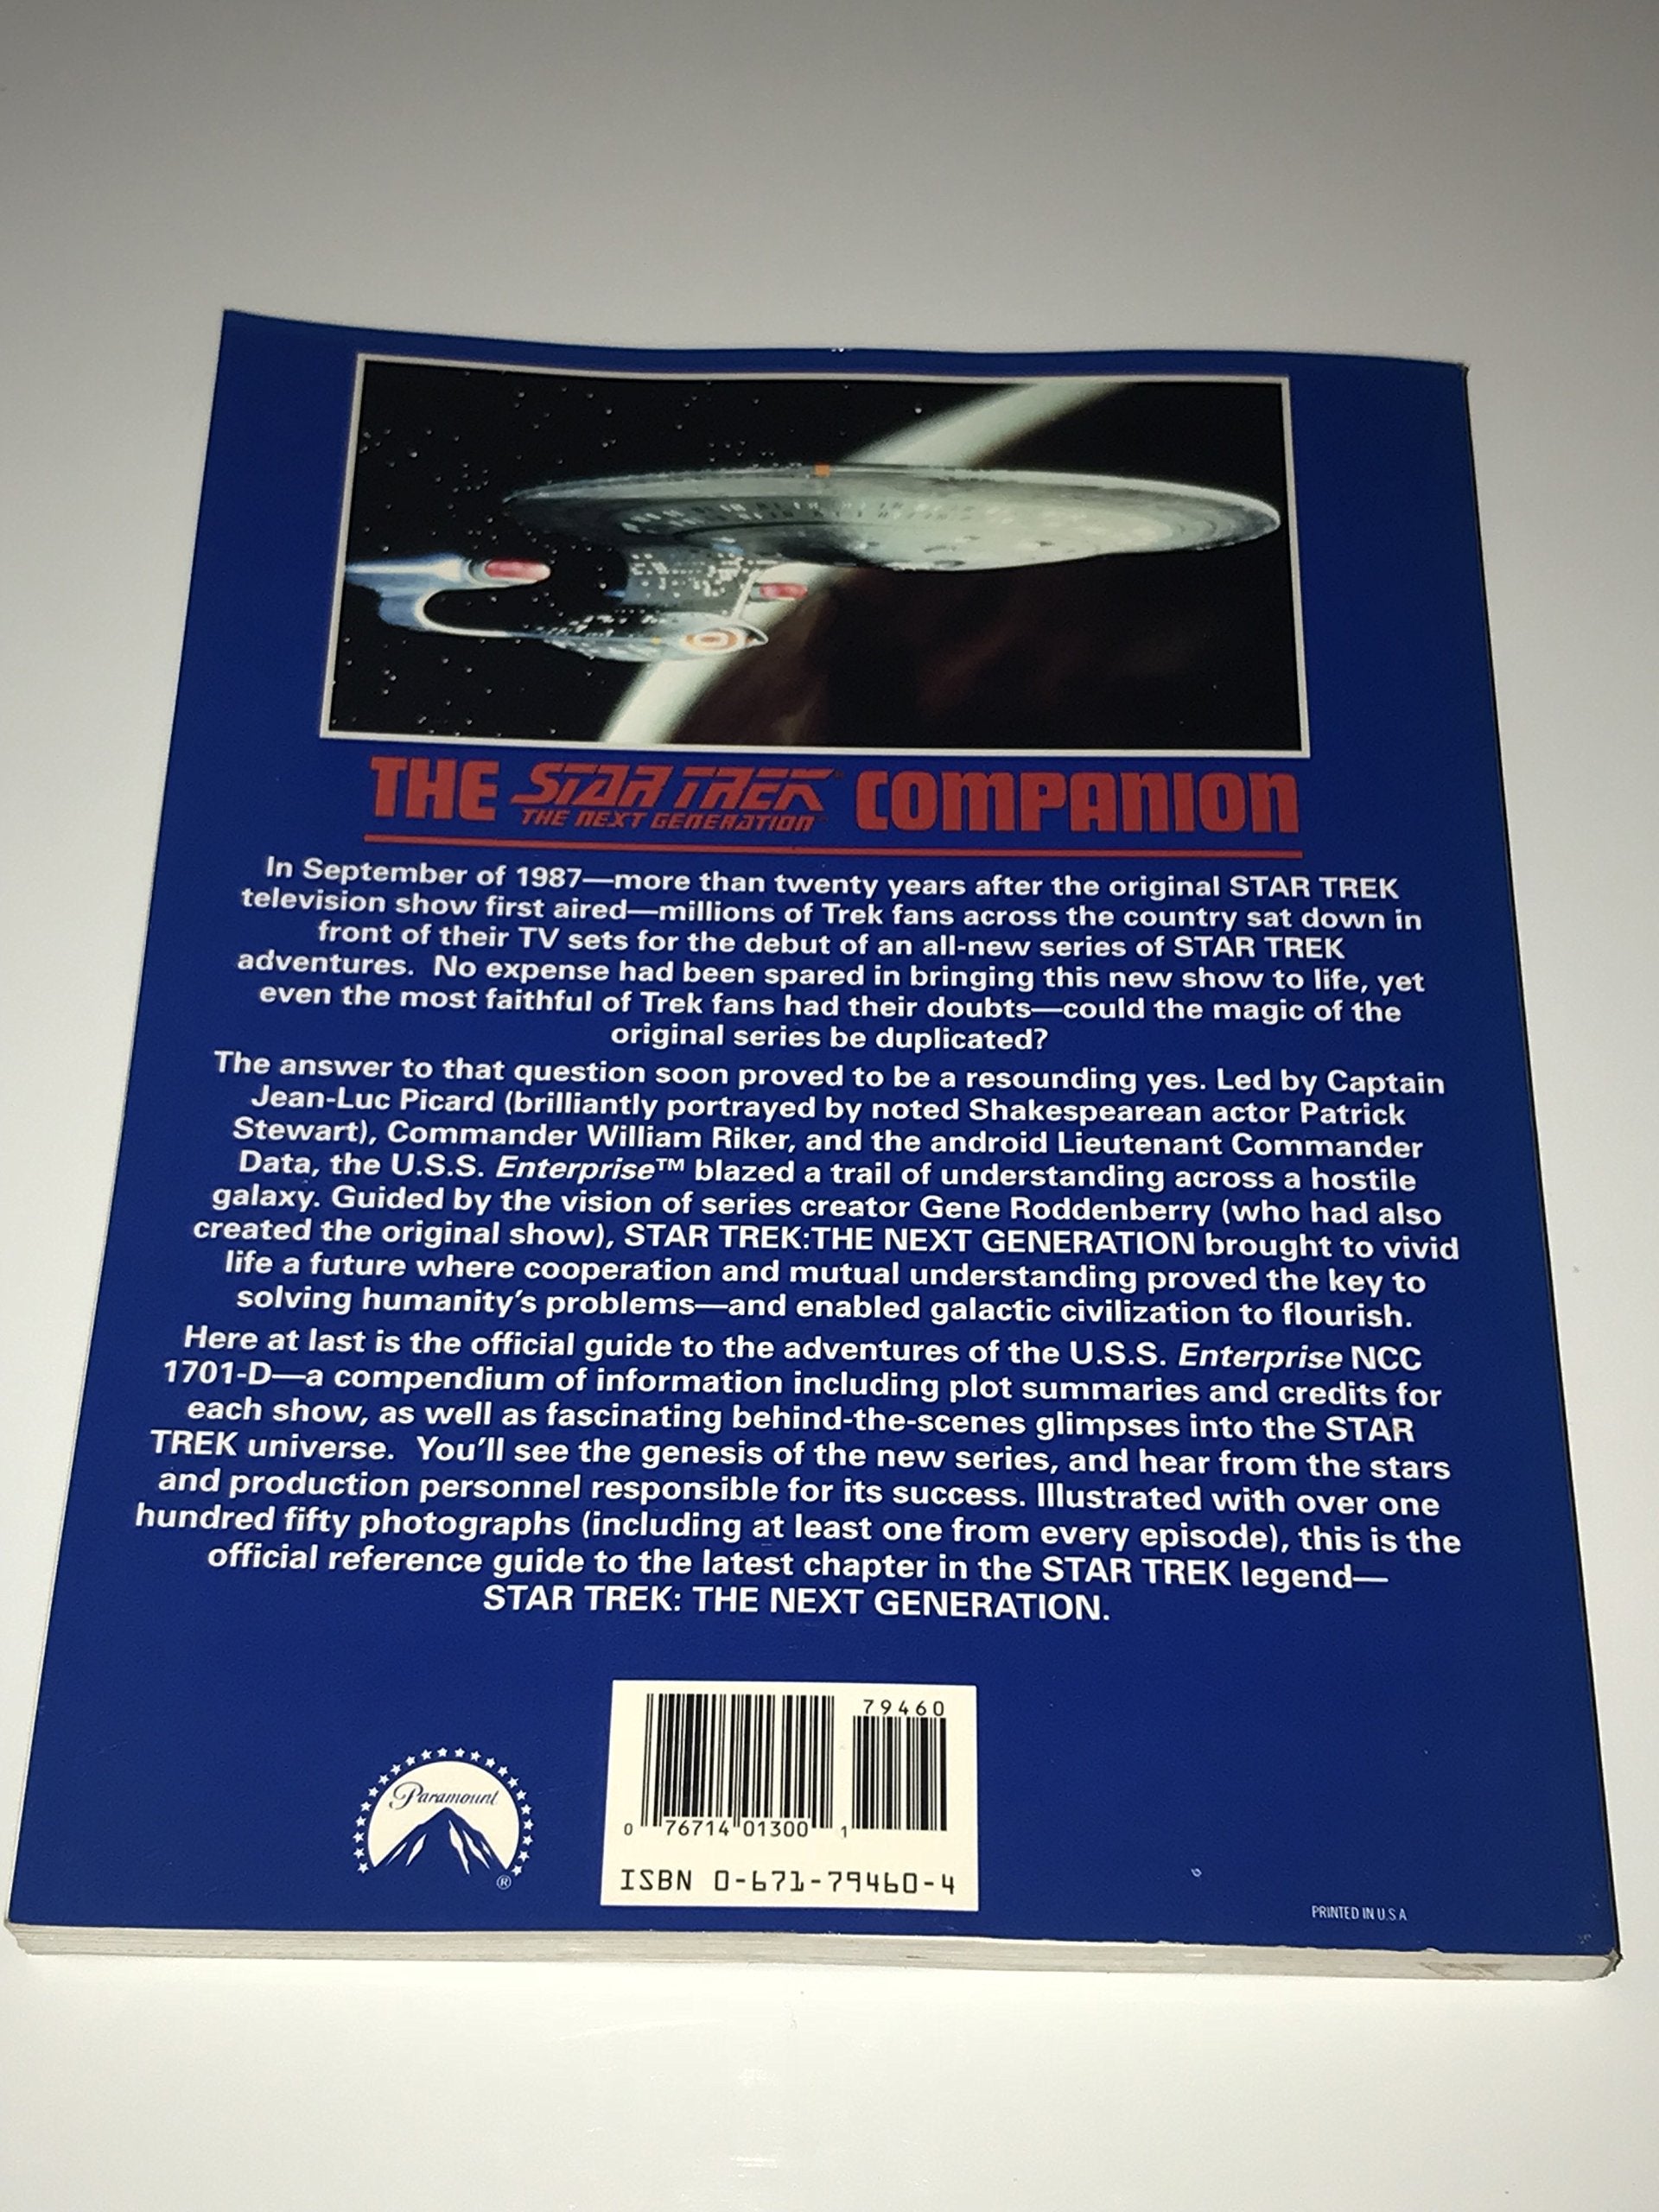 THE STAR TREK™ COMPANION
THE NEXT GENERATION™
In September of 1987—more than twenty years after the original STAR TREK
television show first aired—millions of Trek fans across the country sat down in
front of their TV sets for the debut of an all-new series of STAR TREK
adventures. No expense had been spared in bringing this new show to life, yet
even the most faithful of Trek fans had their doubts—could the magic of the
original series be duplicated?
The answer to that question soon proved to be a resounding yes. Led by Captain
Jean-Luc Picard (brilliantly portrayed by noted Shakespearean actor Patrick
Stewart), Commander William Riker, and the android Lieutenant Commander
Data, the U.S.S. Enterprise™ blazed a trail of understanding across a hostile
galaxy. Guided by the vision of series creator Gene Roddenberry (who had also
created the original show), STAR TREK:THE NEXT GENERATION brought to vivid
life a future where cooperation and mutual understanding proved the key to
solving humanity's problems—and enabled galactic civilization to flourish.
Here at last is the official guide to the adventures of the U.S.S. Enterprise NCC
1701-D—a compendium of information including plot summaries and credits for
each show, as well as fascinating behind-the-scenes glimpses into the STAR
TREK universe. You'll see the genesis of the new series, and hear from the stars
and production personnel responsible for its success. Illustrated with over one
hundred fifty photographs (including at least one from every episode), this is the
official reference guide to the latest chapter in the STAR TREK legend—
STAR TREK: THE NEXT GENERATION.
Paramount
®
79460
0 76714 01300 1
ISBN 0-671-79460-4
PRINTED IN U.S.A